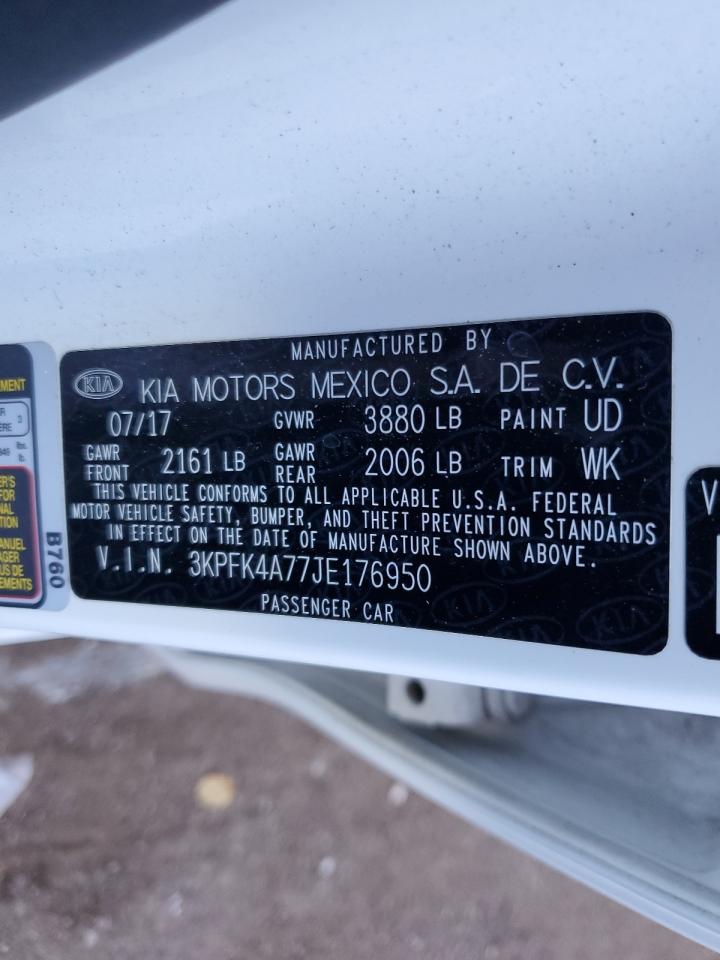 MANUFACTURED BY
KIA KIA MOTORS MEXICO S.A. DE C.V.
07/17 GVWR 3880 LB PAINT UD
GAWR FRONT 2161 LB GAWR REAR 2006 LB TRIM WK
THIS VEHICLE CONFORMS TO ALL APPLICABLE U.S.A. FEDERAL
MOTOR VEHICLE SAFETY, BUMPER, AND THEFT PREVENTION STANDARDS
IN EFFECT ON THE DATE OF MANUFACTURE SHOWN ABOVE.
V.I.N. 3KPFK4A77JE176950
PASSENGER CAR
B760
V